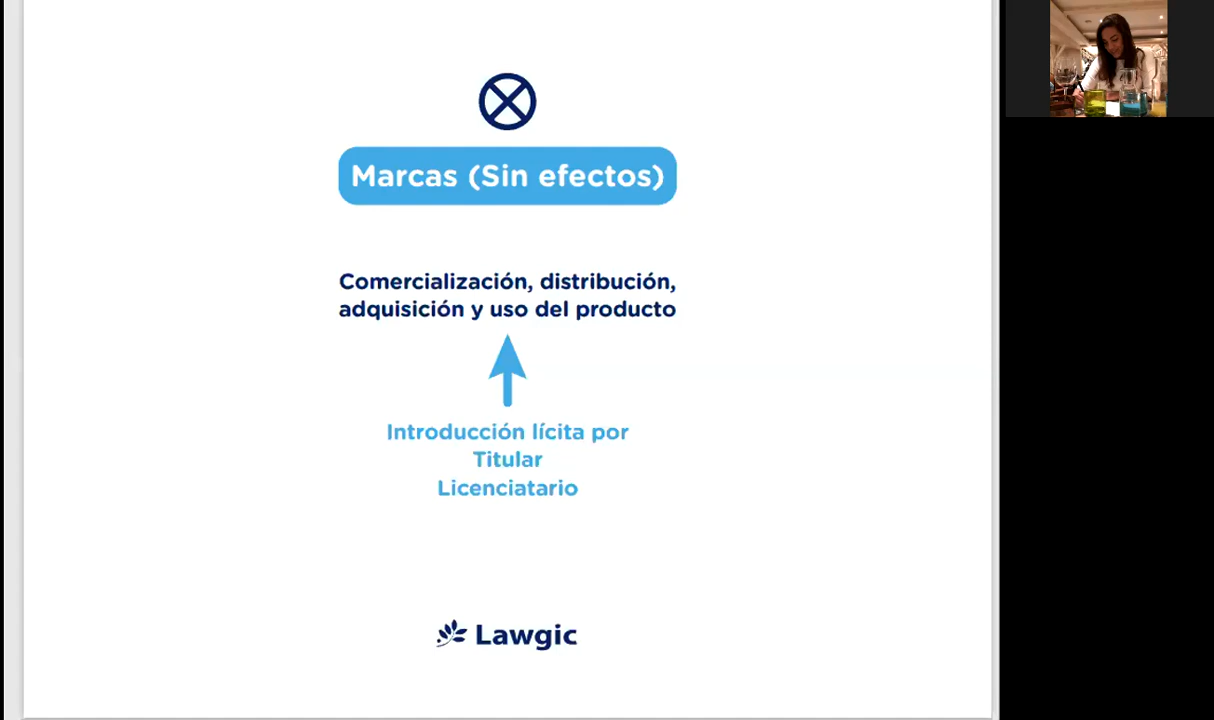 Marcas (Sin efectos)
Comercialización, distribución,
adquisición y uso del producto
Introducción lícita por
Titular
Licenciatario
Lawgic